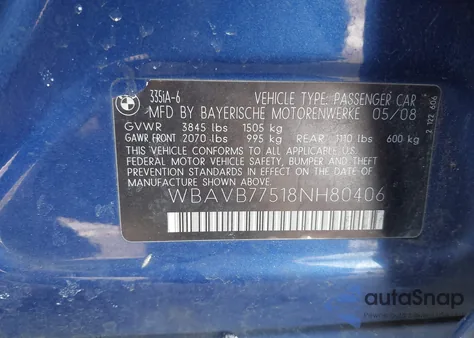 BMW
335iA-6
VEHICLE TYPE: PASSENGER CAR
MFD BY BAYERISCHE MOTORENWERKE 05/08
GVWR 3845 lbs 1505 kg
GAWR FRONT 2070 lbs 995 kg REAR 1110 lbs 600 kg
THIS VEHICLE CONFORMS TO ALL APPLICABLE U.S.
FEDERAL MOTOR VEHICLE SAFETY, BUMPER AND THEFT
PREVENTION STANDARDS IN EFFECT ON THE DATE OF
MANUFACTURE SHOWN ABOVE.
WBAVB77518NH80406
autoSnap